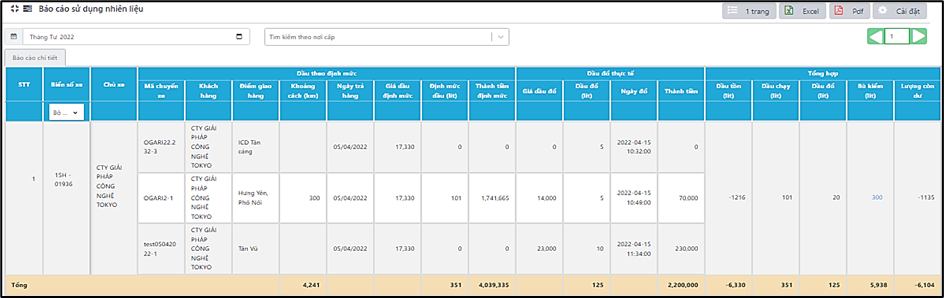 Báo cáo sử dụng nhiên liệu
1 trang Excel Pdf Cài đặt
Tháng Tư 2022 Tìm kiếm theo nơi cấp 1
Báo cáo chi tiết
STT Biển số xe Chủ xe Dầu theo định mức Dầu đổ thực tế Tổng hợp
Mã chuyến xe Khách hàng Điểm giao hàng Khoảng cách (km) Ngày trả hàng Giá dầu định mức Định mức dầu (lít) Thành tiền định mức Giá dầu đổ Dầu đổ (lít) Ngày đổ Thành tiền Dầu tồn (lít) Dầu chạy (lít) Dầu đổ (lít) Bù kiểm (lít) Lượng còn dư
Bỏ ...
1 15H - 01936 CTY GIẢI PHÁP CÔNG NGHỆ TOKYO
OGARI22.232-3 CTY GIẢI PHÁP CÔNG NGHỆ TOKYO ICD Tân cảng 05/04/2022 17,330 0 0 0 5 2022-04-15 10:32:00 0
OGARI2-1 CTY GIẢI PHÁP CÔNG NGHỆ TOKYO Hưng Yên, Phố Nối 300 05/04/2022 17,330 101 1,741,665 14,000 5 2022-04-15 10:49:00 70,000 -1216 101 20 300 -1135
test05042022-1 CTY GIẢI PHÁP CÔNG NGHỆ TOKYO Tân Vũ 05/04/2022 17,330 0 0 23,000 10 2022-04-15 11:34:00 230,000
Tổng 4,241 351 4,039,335 125 2,200,000 -6,330 351 125 5,938 -6,104